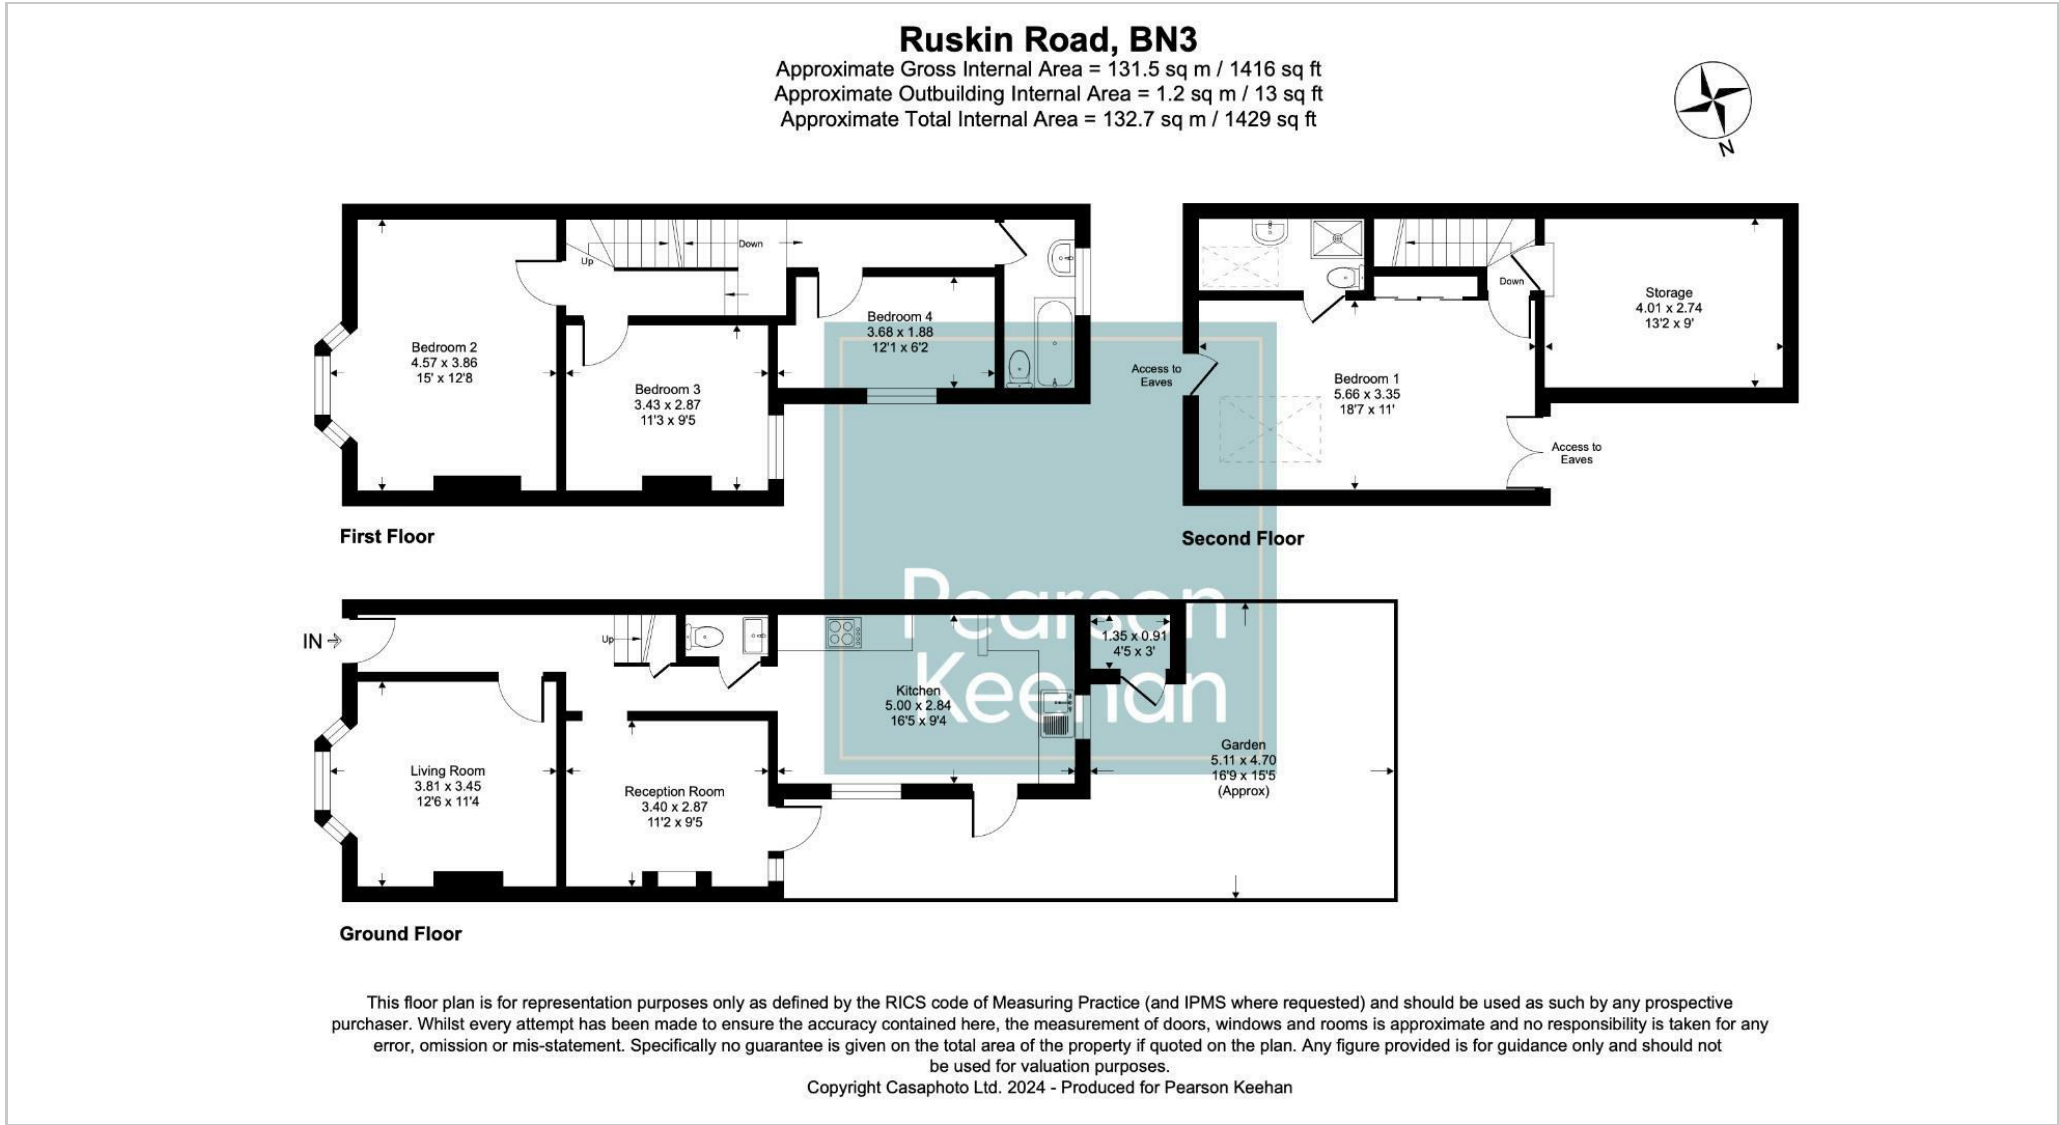 Ruskin Road, BN3
Approximate Gross Internal Area = 131.5 sq m / 1416 sq ft
Approximate Outbuilding Internal Area = 1.2 sq m / 13 sq ft
Approximate Total Internal Area = 132.7 sq m / 1429 sq ft
N
Down
Up
Bedroom 2
4.57 x 3.86
15' x 12'8
Bedroom 3
3.43 x 2.87
11'3 x 9'5
Bedroom 4
3.68 x 1.88
12'1 x 6'2
First Floor
Down
Storage
4.01 x 2.74
13'2 x 9'
Access to
Eaves
Bedroom 1
5.66 x 3.35
18'7 x 11'
Access to
Eaves
Second Floor
Pearson
Keehan
IN
Up
1.35 x 0.91
4'5 x 3'
Kitchen
5.00 x 2.84
16'5 x 9'4
Living Room
3.81 x 3.45
12'6 x 11'4
Reception Room
3.40 x 2.87
11'2 x 9'5
Garden
5.11 x 4.70
16'9 x 15'5
(Approx)
Ground Floor
This floor plan is for representation purposes only as defined by the RICS code of Measuring Practice (and IPMS where requested) and should be used as such by any prospective
purchaser. Whilst every attempt has been made to ensure the accuracy contained here, the measurement of doors, windows and rooms is approximate and no responsibility is taken for any
error, omission or mis-statement. Specifically no guarantee is given on the total area of the property if quoted on the plan. Any figure provided is for guidance only and should not
be used for valuation purposes.
Copyright Casaphoto Ltd. 2024 - Produced for Pearson Keehan